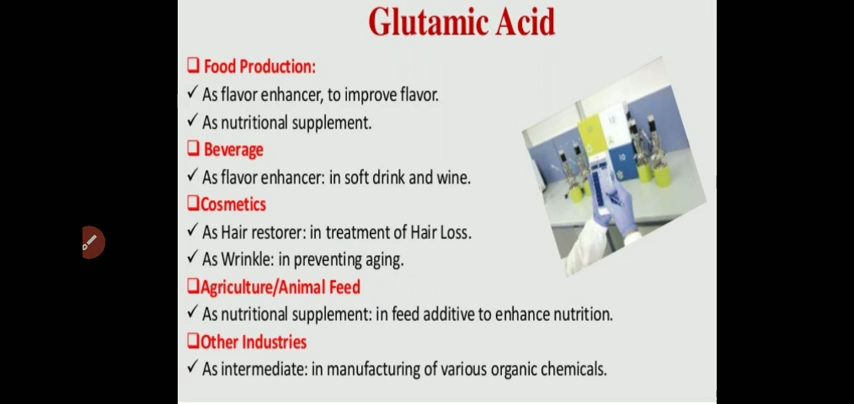 Glutamic Acid
❑ Food Production:
✓ As flavor enhancer, to improve flavor.
✓ As nutritional supplement.
❑ Beverage
✓ As flavor enhancer: in soft drink and wine.
❑Cosmetics
✓ As Hair restorer: in treatment of Hair Loss.
✓ As Wrinkle: in preventing aging.
❑Agriculture/Animal Feed
✓ As nutritional supplement: in feed additive to enhance nutrition.
❑Other Industries
✓ As intermediate: in manufacturing of various organic chemicals.